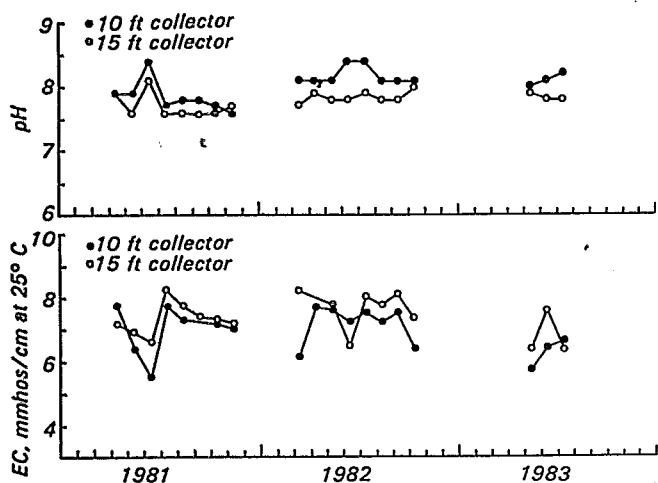 9
8
7
6
pH
10 ft collector
15 ft collector
10
8
6
4
EC, mmhos/cm at 25° C
10 ft collector
15 ft collector
1981 1982 1983